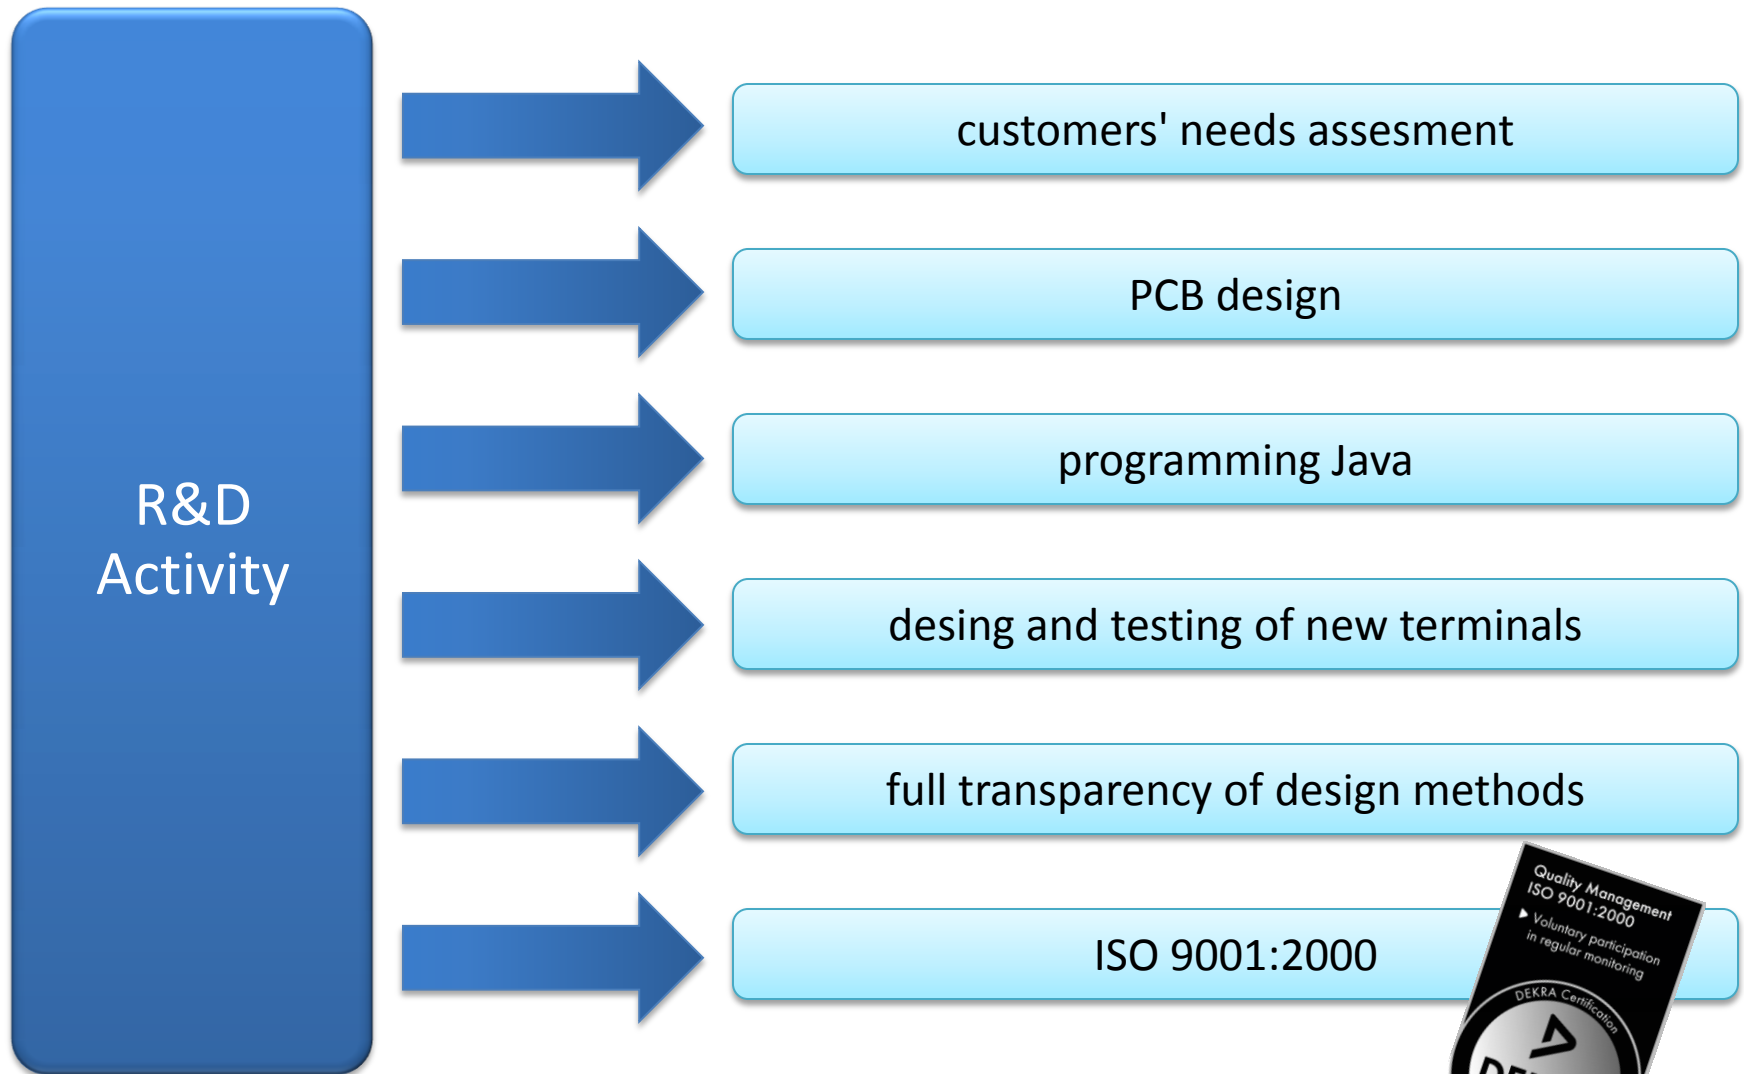 R&D
Activity
customers' needs assesment
PCB design
programming Java
desing and testing of new terminals
full transparency of design methods
ISO 9001:2000
Quality Management
ISO 9001:2000
Voluntary participation
in regular monitoring
DEKRA Certification